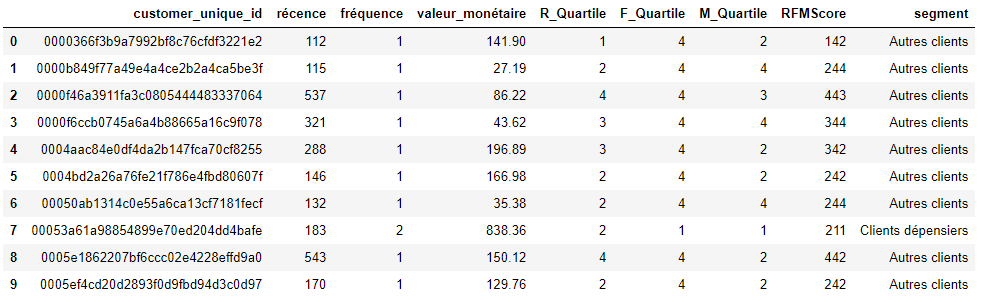 customer_unique_id récence fréquence valeur_monétaire R_Quartile F_Quartile M_Quartile RFMScore segment
0 0000366f3b9a7992bf8c76cfdf3221e2 112 1 141.90 1 4 2 142 Autres clients
1 0000b849f77a49e4a4ce2b2a4ca5be3f 115 1 27.19 2 4 4 244 Autres clients
2 0000f46a3911fa3c0805444483337064 537 1 86.22 4 4 3 443 Autres clients
3 0000f6ccb0745a6a4b88665a16c9f078 321 1 43.62 3 4 4 344 Autres clients
4 0004aac84e0df4da2b147fca70cf8255 288 1 196.89 3 4 2 342 Autres clients
5 0004bd2a26a76fe21f786e4fbd80607f 146 1 166.98 2 4 2 242 Autres clients
6 00050ab1314c0e55a6ca13cf7181fecf 132 1 35.38 2 4 4 244 Autres clients
7 00053a61a98854899e70ed204dd4bafe 183 2 838.36 2 1 1 211 Clients dépensiers
8 0005e1862207bf6ccc02e4228effd9a0 543 1 150.12 4 4 2 442 Autres clients
9 0005ef4cd20d2893f0d9fbd94d3c0d97 170 1 129.76 2 4 2 242 Autres clients